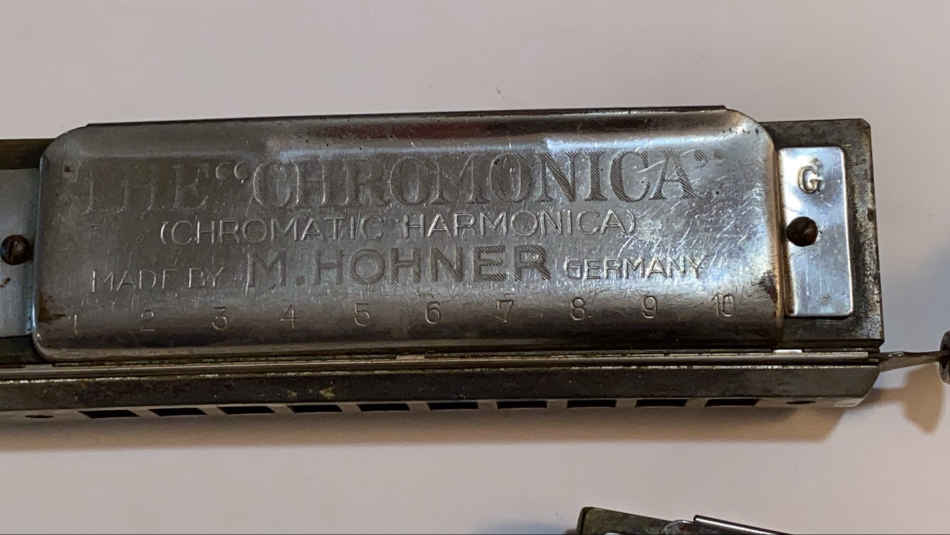 THE "CHROMONICA"
(CHROMATIC HARMONICA)
MADE BY M. HOHNER GERMANY
1 2 3 4 5 6 7 8 9 10
G